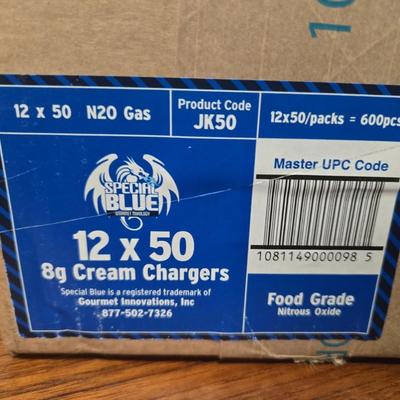 12 x 50 N2O Gas
Product Code
JK50
12x50/packs = 600pcs
SPECIAL
BLUE
Master UPC Code
1081149000098 5
12 x 50
8g Cream Chargers
Special Blue is a registered trademark of
Gourmet Innovations, Inc
877-502-7326
Food Grade
Nitrous Oxide